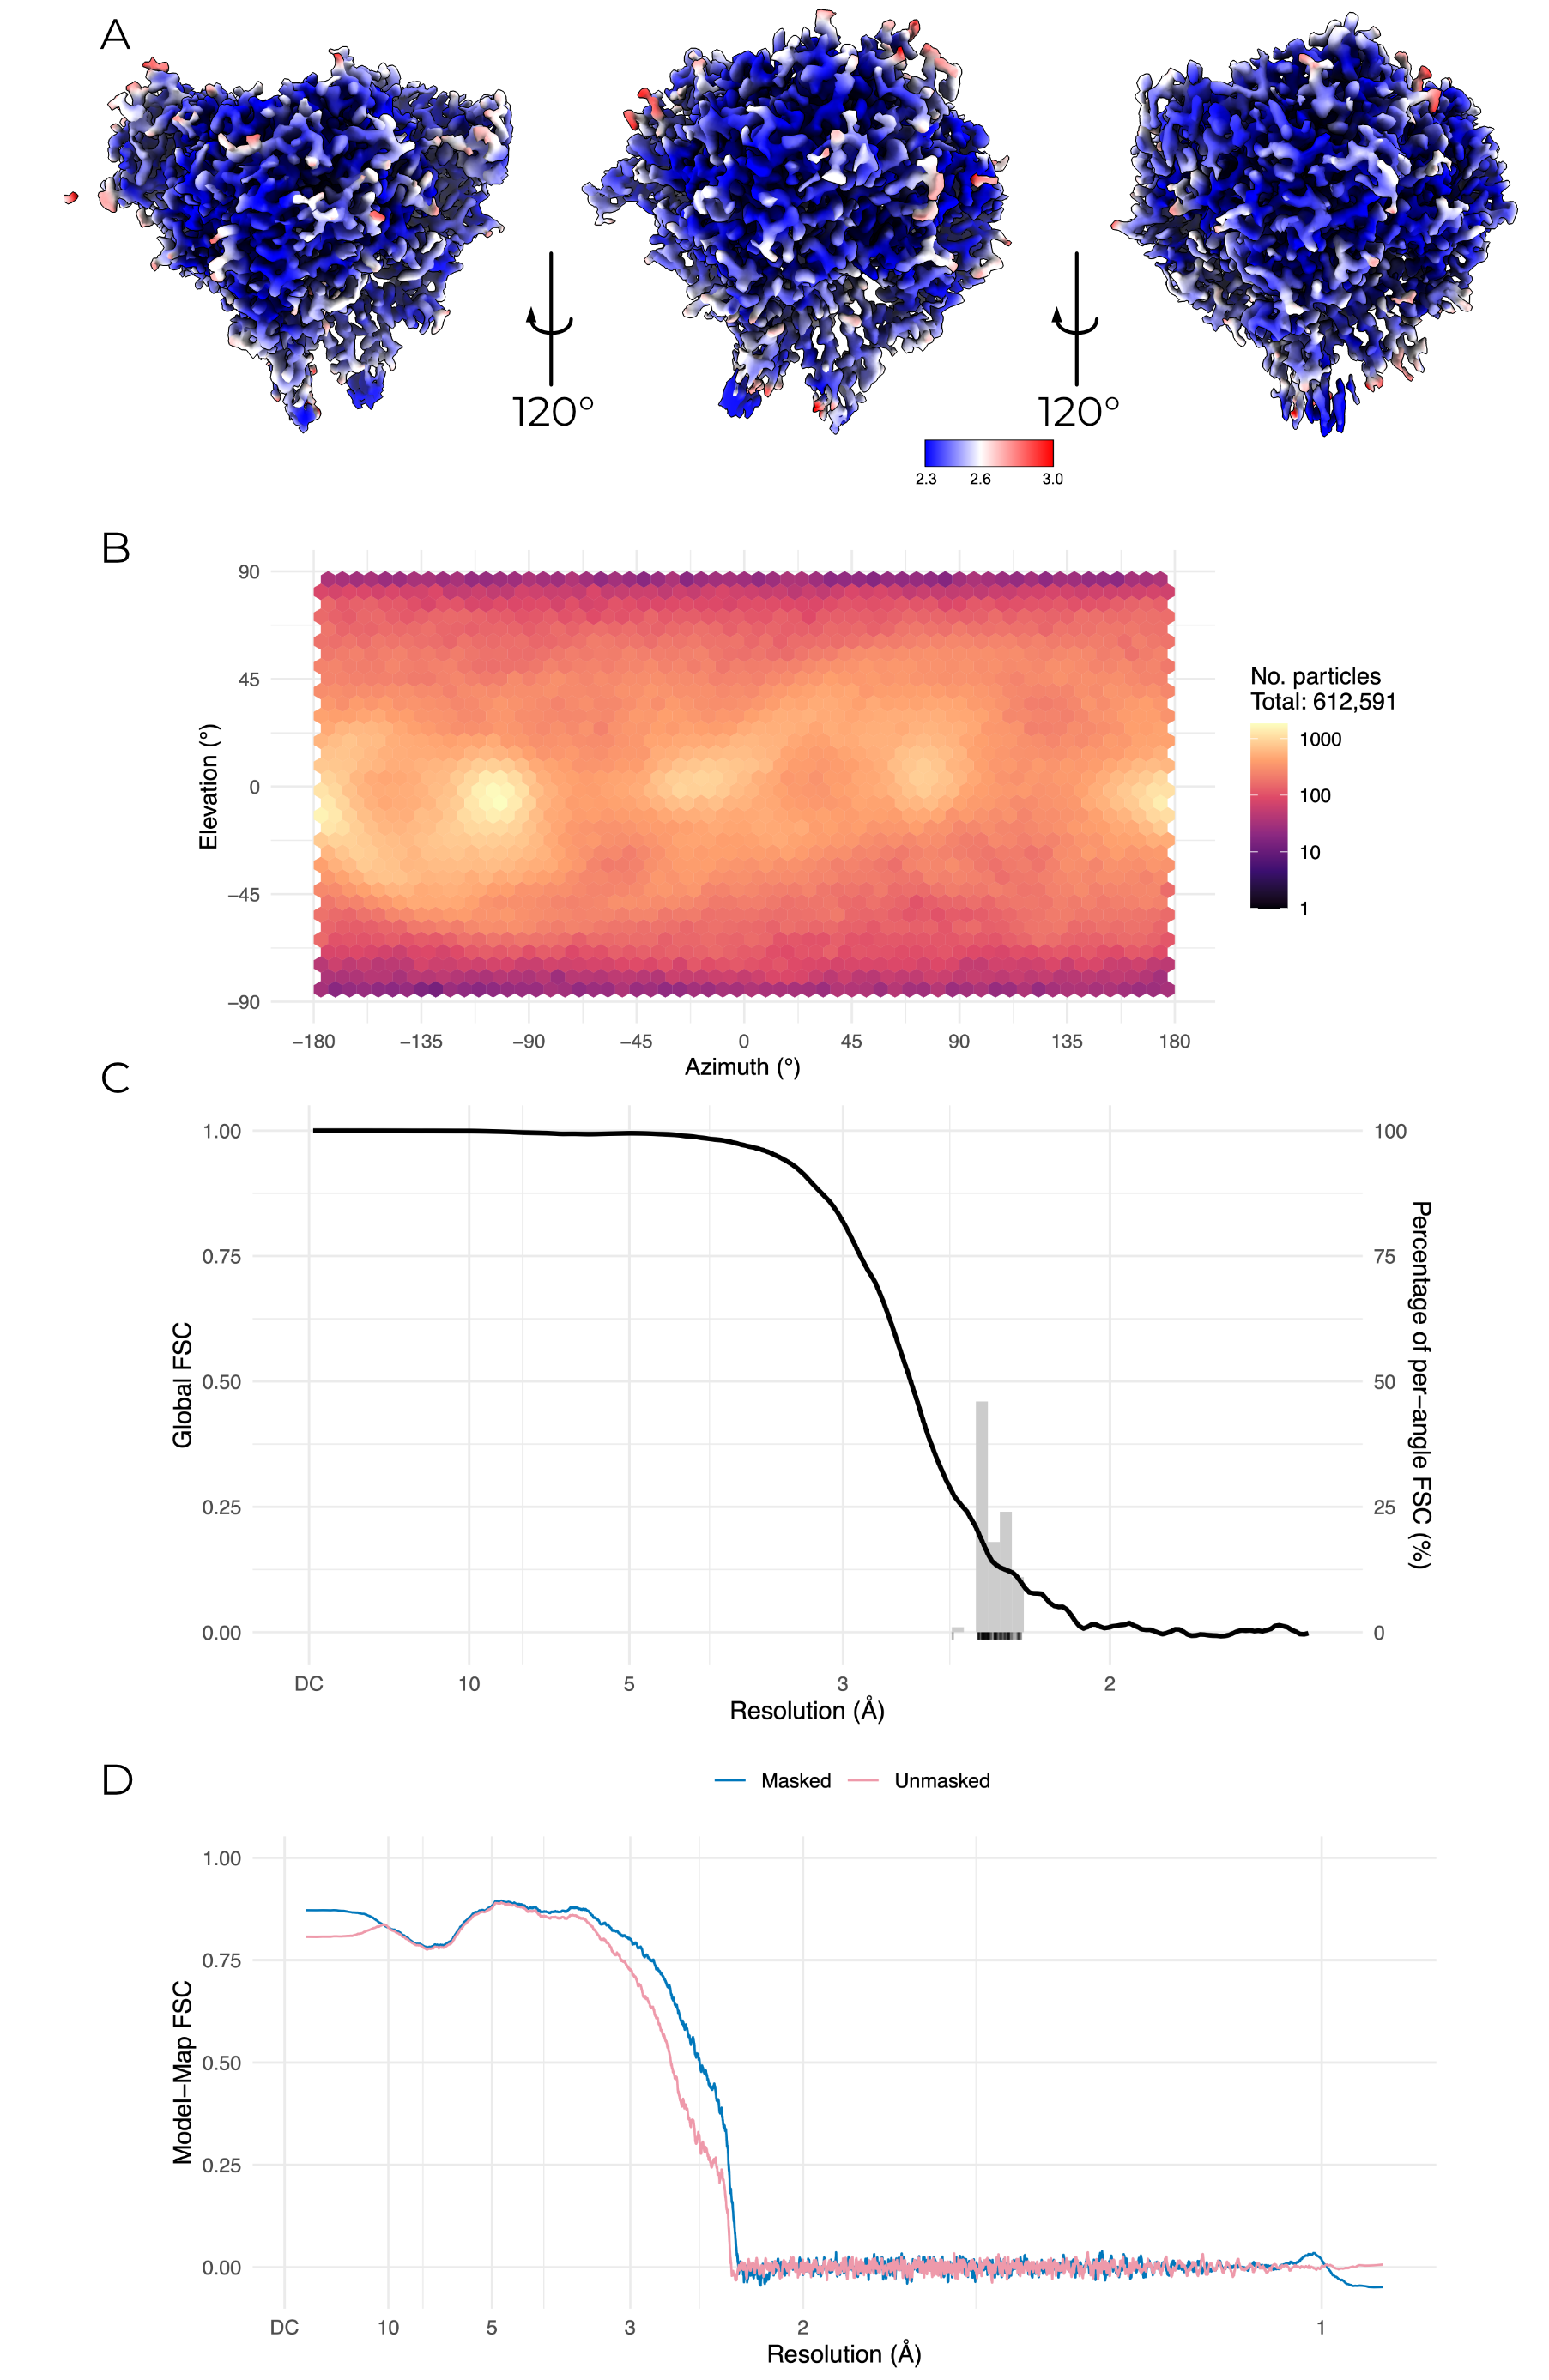 A
120°
120°
2.3 2.6 3.0
B
90
45
0
−45
−90
Elevation (°)
−180 −135 −90 −45 0 45 90 135 180
Azimuth (°)
No. particles
Total: 612,591
1000
100
10
1
C
1.00
0.75
0.50
0.25
0.00
Global FSC
100
75
50
25
0
Percentage of per−angle FSC (%)
DC 10 5 3 2
Resolution (Å)
D
Masked Unmasked
1.00
0.75
0.50
0.25
0.00
Model−Map FSC
DC 10 5 3 2 1
Resolution (Å)